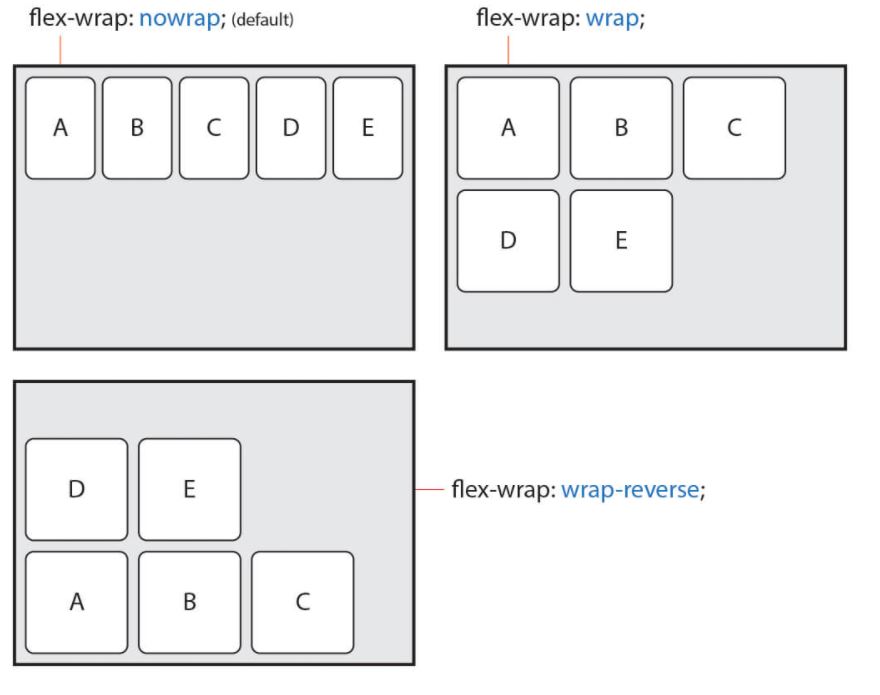 flex-wrap: nowrap; (default)
A B C D E
flex-wrap: wrap;
A B C
D E
D E
A B C
flex-wrap: wrap-reverse;